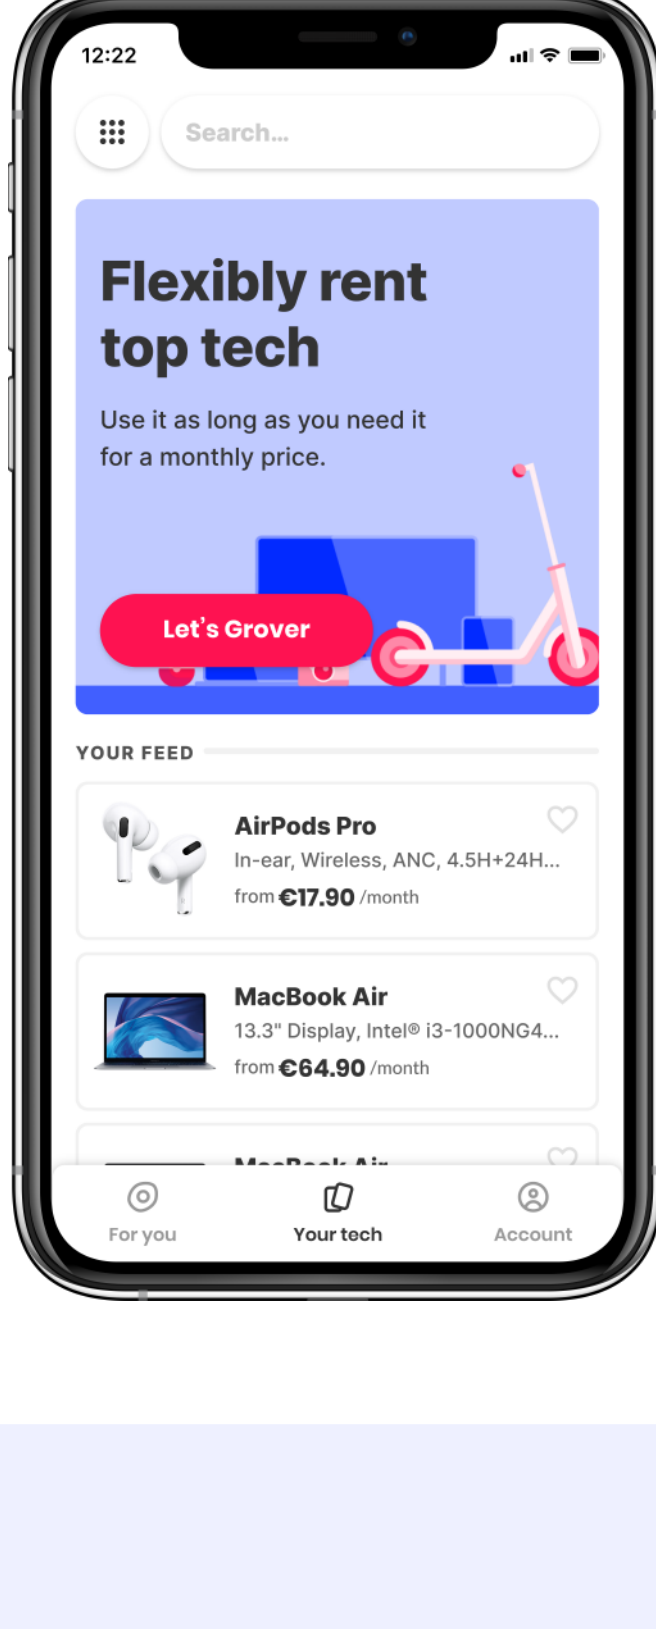 12:22
Search...
Flexibly rent
top tech
Use it as long as you need it
for a monthly price.
Let's Grover
YOUR FEED
AirPods Pro
In-ear, Wireless, ANC, 4.5H+24H...
from €17.90 /month
MacBook Air
13.3" Display, Intel® i3-1000NG4...
from €64.90 /month
MacBook Air
For you
Your tech
Account